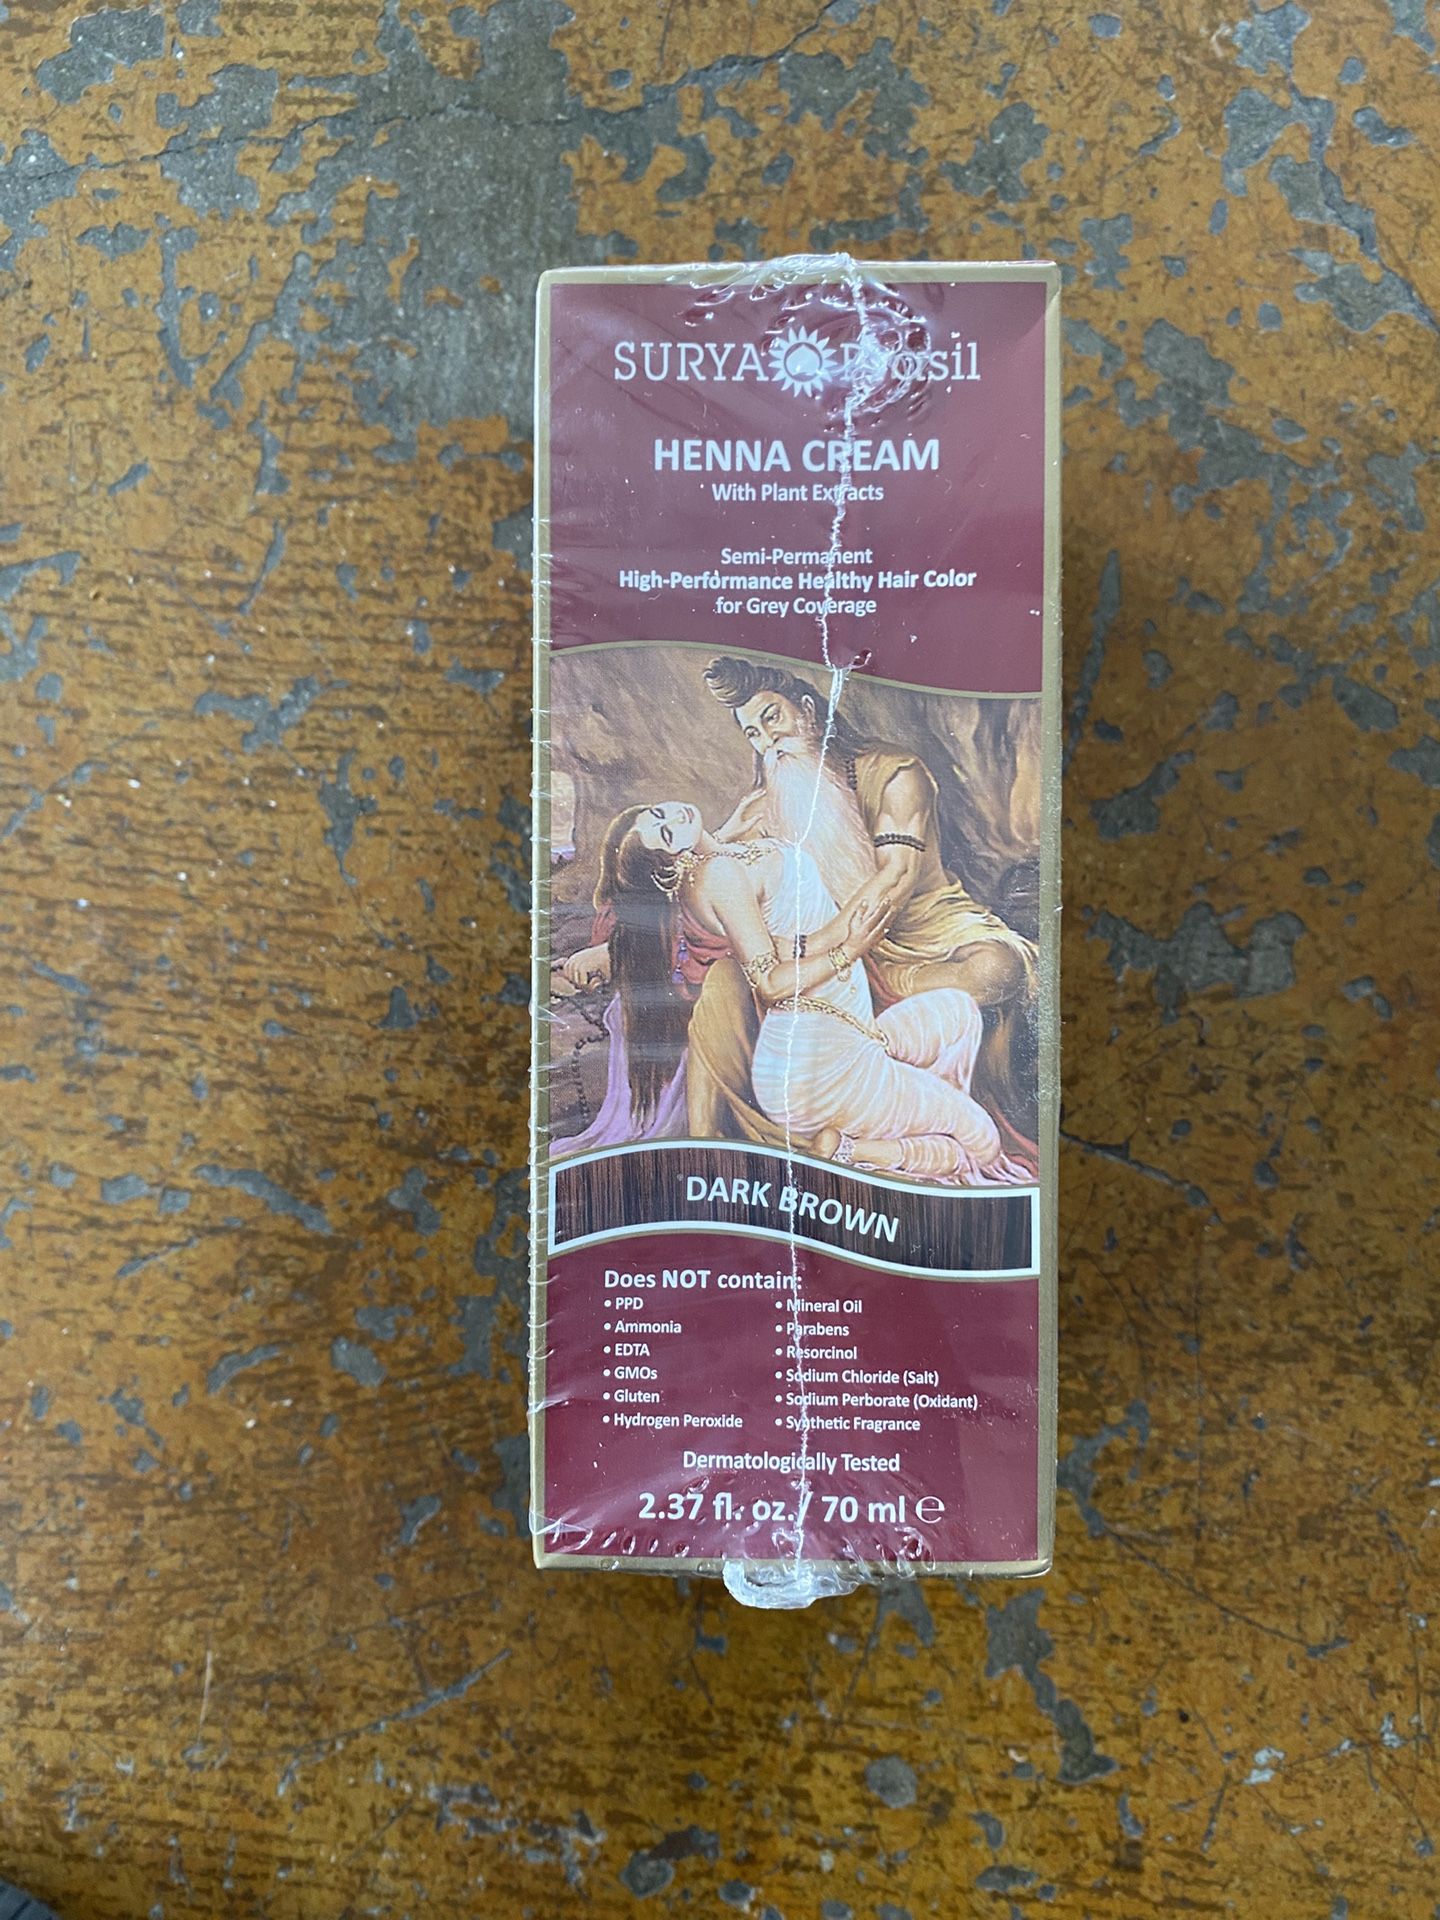 SURYA Brasil
HENNA CREAM
With Plant Extracts
Semi-Permanent
High-Performance Healthy Hair Color
for Grey Coverage
DARK BROWN
Does NOT contain:
• PPD
• Ammonia
• EDTA
• GMOs
• Gluten
• Hydrogen Peroxide
• Mineral Oil
• Parabens
• Resorcinol
• Sodium Chloride (Salt)
• Sodium Perborate (Oxidant)
• Synthetic Fragrance
Dermatologically Tested
2.37 fl. oz./ 70 ml ℮